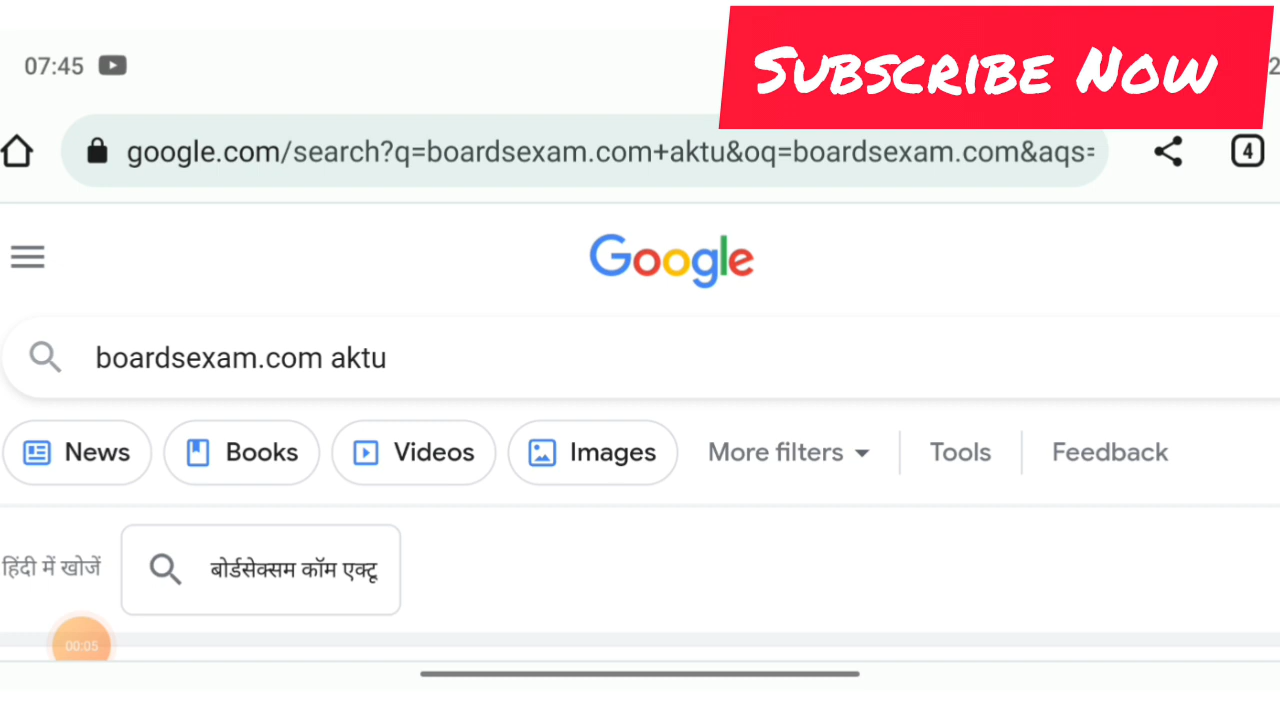 07:45
SUBSCRIBE NOW
2
google.com/search?q=boardsexam.com+aktu&oq=boardsexam.com&aqs=
4
Google
boardsexam.com aktu
News Books Videos Images More filters Tools Feedback
हिंदी में खोजें बोर्डसेक्सम कॉम एक्टू
00:05